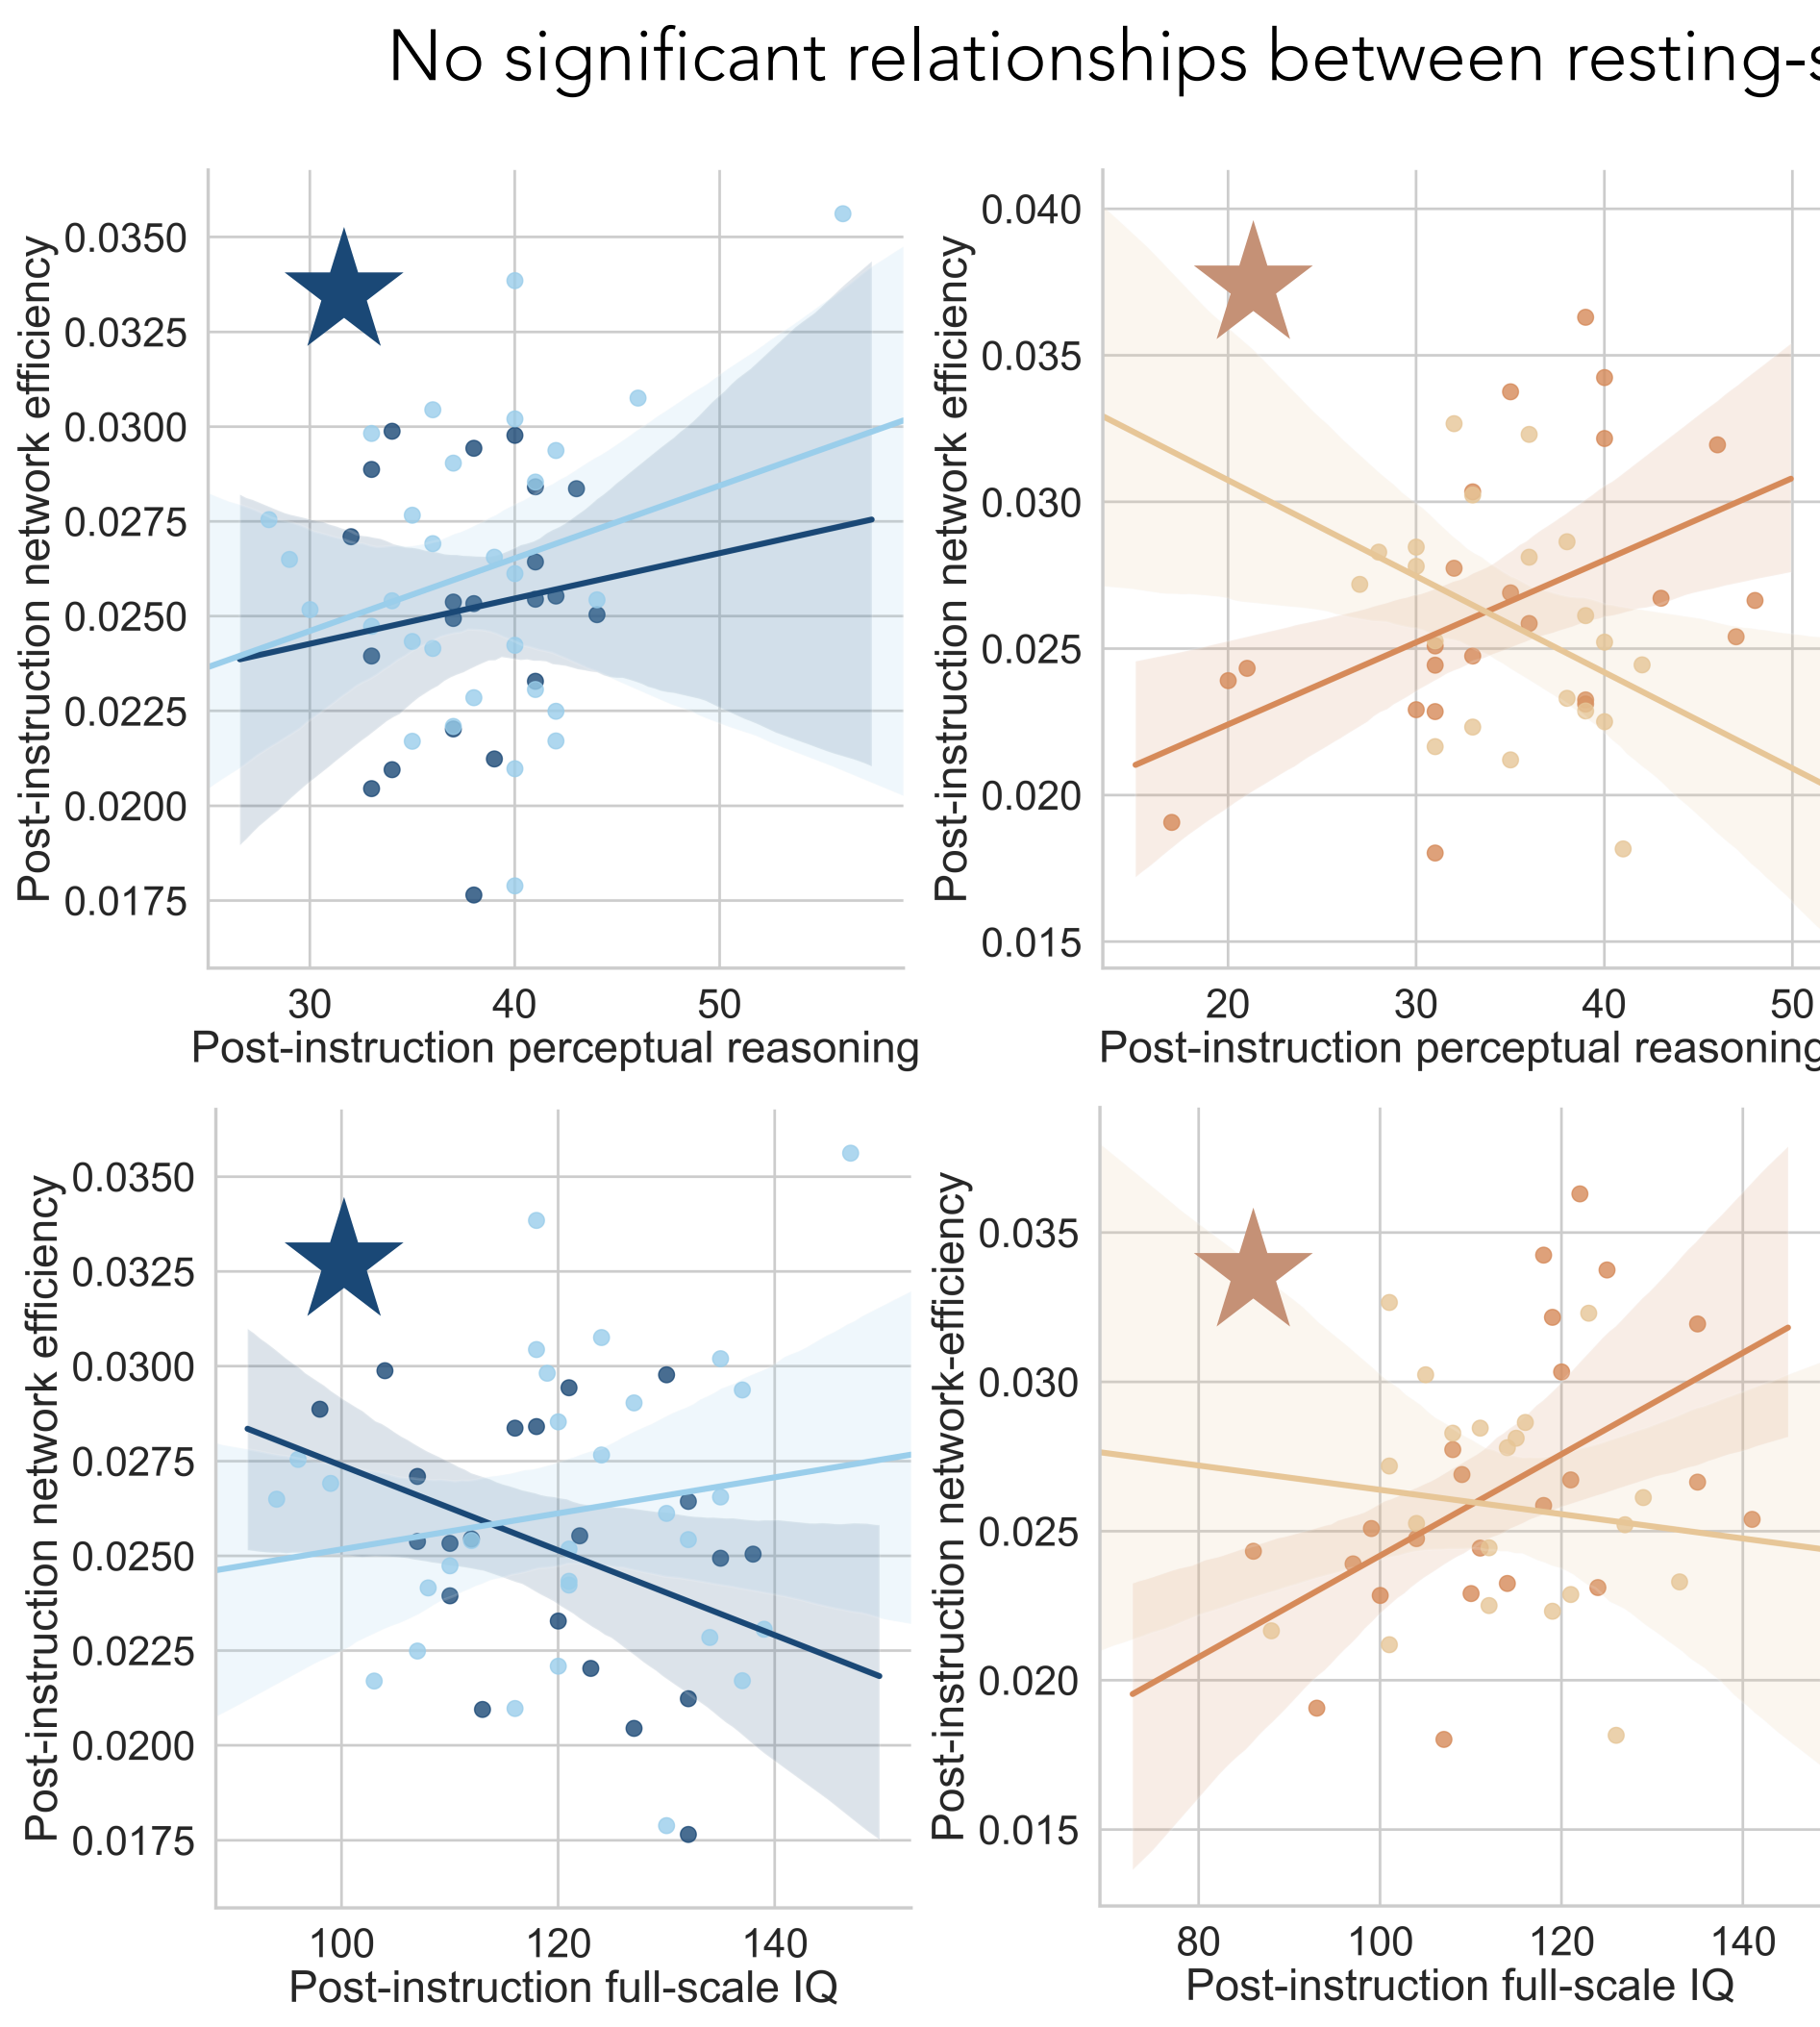 No significant relationships between resting-s
Post-instruction network efficiency
0.0350
0.0325
0.0300
0.0275
0.0250
0.0225
0.0200
0.0175
30 40 50
Post-instruction perceptual reasoning
Post-instruction network efficiency
0.040
0.035
0.030
0.025
0.020
0.015
20 30 40 50
Post-instruction perceptual reasoning
Post-instruction network efficiency
0.0350
0.0325
0.0300
0.0275
0.0250
0.0225
0.0200
0.0175
100 120 140
Post-instruction full-scale IQ
Post-instruction network-efficiency
0.035
0.030
0.025
0.020
0.015
80 100 120 140
Post-instruction full-scale IQ